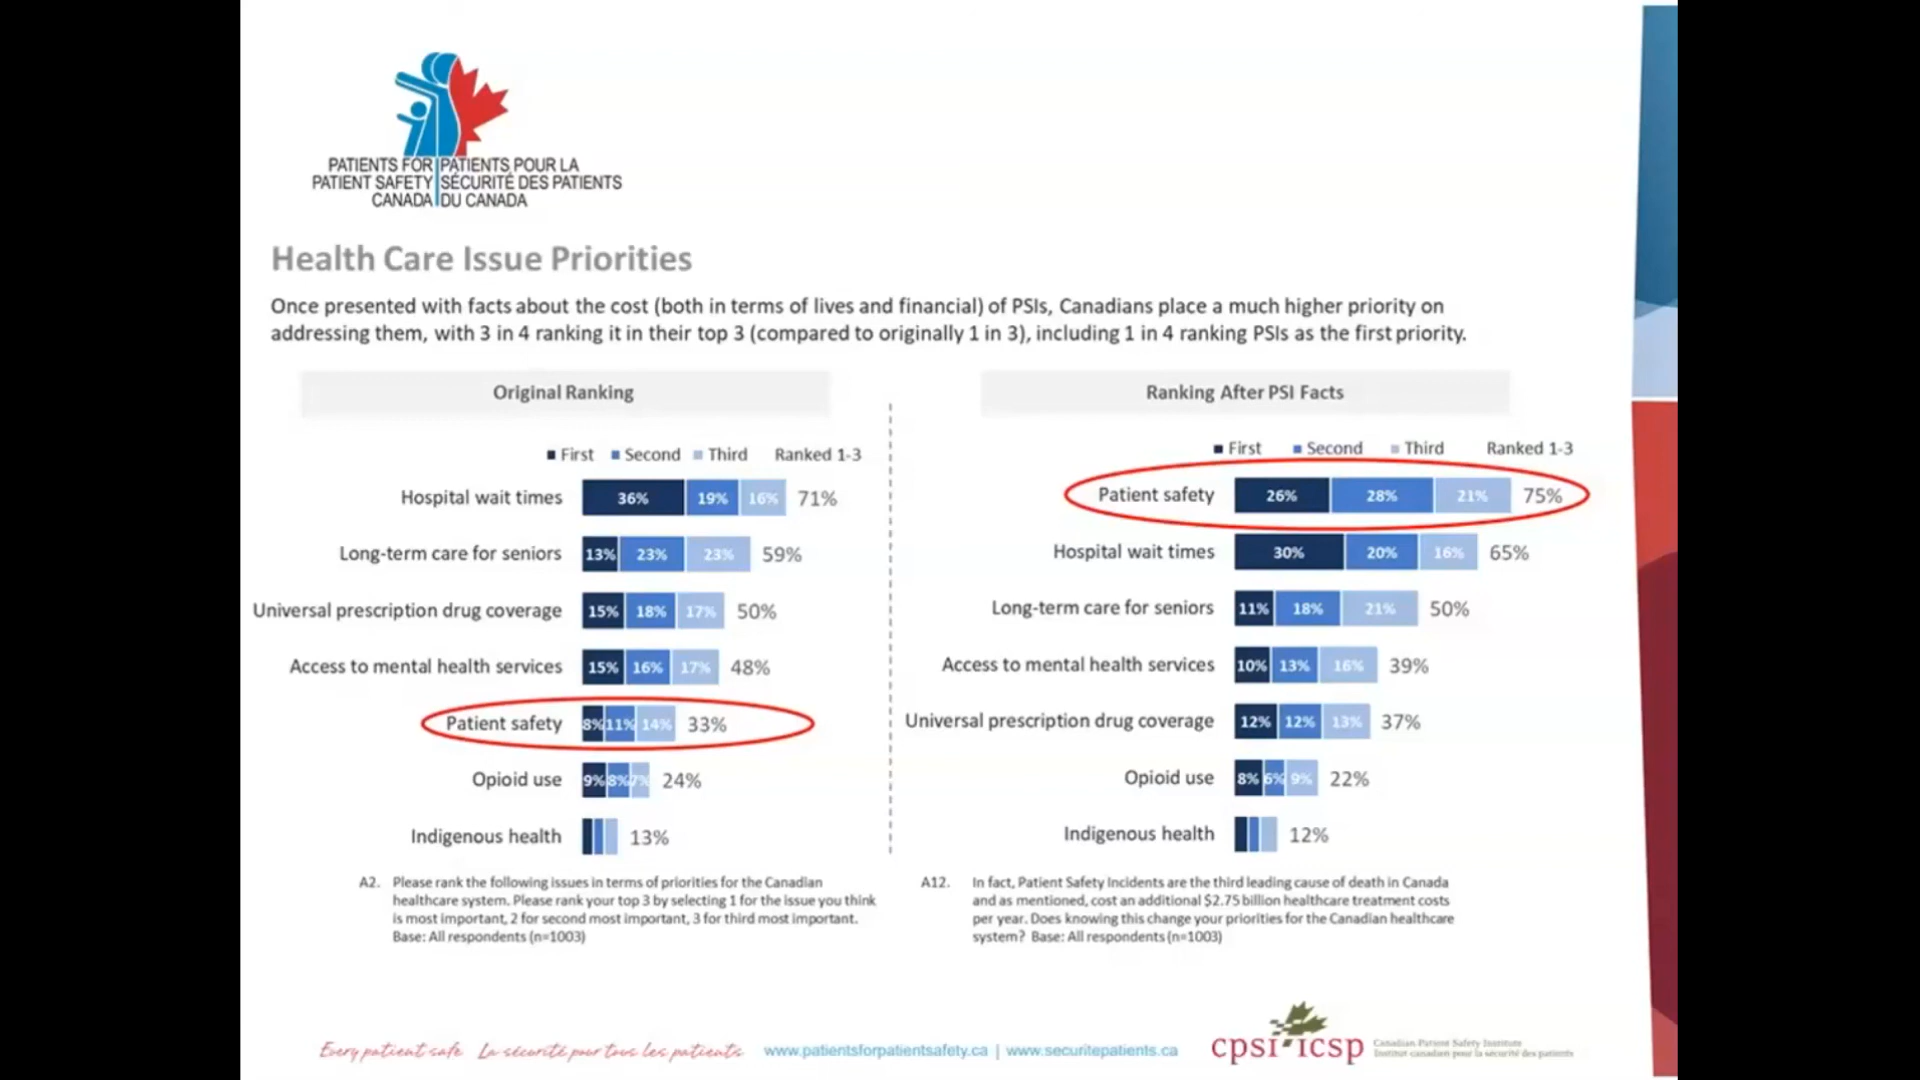 PATIENTS FOR PATIENTS POUR LA
PATIENT SAFETY SÉCURITÉ DES PATIENTS
CANADA DU CANADA
Health Care Issue Priorities
Once presented with facts about the cost (both in terms of lives and financial) of PSIs, Canadians place a much higher priority on
addressing them, with 3 in 4 ranking it in their top 3 (compared to originally 1 in 3), including 1 in 4 ranking PSIs as the first priority.
Original Ranking
First Second Third Ranked 1-3
Hospital wait times 36% 19% 16% 71%
Long-term care for seniors 13% 23% 23% 59%
Universal prescription drug coverage 15% 18% 17% 50%
Access to mental health services 15% 16% 17% 48%
Patient safety 8% 11% 14% 33%
Opioid use 9% 8% 7% 24%
Indigenous health 13%
A2. Please rank the following issues in terms of priorities for the Canadian
healthcare system. Please rank your top 3 by selecting 1 for the issue you think
is most important, 2 for second most important, 3 for third most important.
Base: All respondents (n=1003)
Ranking After PSI Facts
First Second Third Ranked 1-3
Patient safety 26% 28% 21% 75%
Hospital wait times 30% 20% 16% 65%
Long-term care for seniors 11% 18% 21% 50%
Access to mental health services 10% 13% 16% 39%
Universal prescription drug coverage 12% 12% 13% 37%
Opioid use 8% 6% 9% 22%
Indigenous health 12%
A12. In fact, Patient Safety Incidents are the third leading cause of death in Canada
and as mentioned, cost an additional $2.75 billion healthcare treatment costs
per year. Does knowing this change your priorities for the Canadian healthcare
system? Base: All respondents (n=1003)
Every patient safe La sécurité pour tous les patients www.patientsforpatientsafety.ca | www.securitepatients.ca
cpsi icsp
Canadian Patient Safety Institute
Institut canadien pour la sécurité des patients